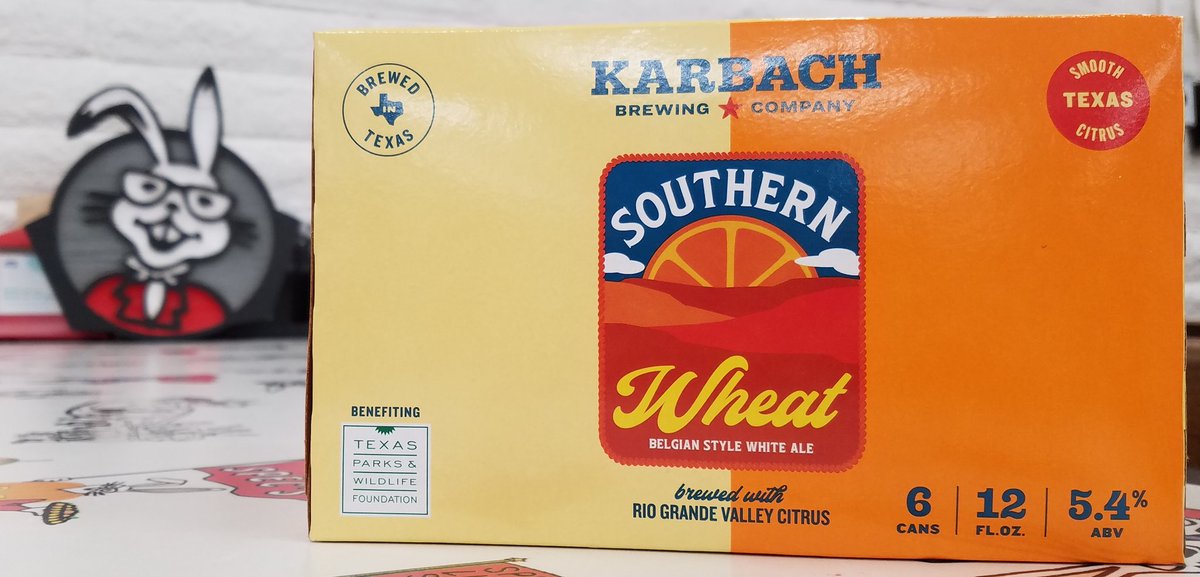 BREWED
IN
TEXAS
KARBACH
BREWING COMPANY
SMOOTH
TEXAS
CITRUS
SOUTHERN
Wheat
BELGIAN STYLE WHITE ALE
BENEFITING
TEXAS
PARKS &
WILDLIFE
FOUNDATION
brewed with
RIO GRANDE VALLEY CITRUS
6
CANS
12
FL.OZ.
5.4%
ABV